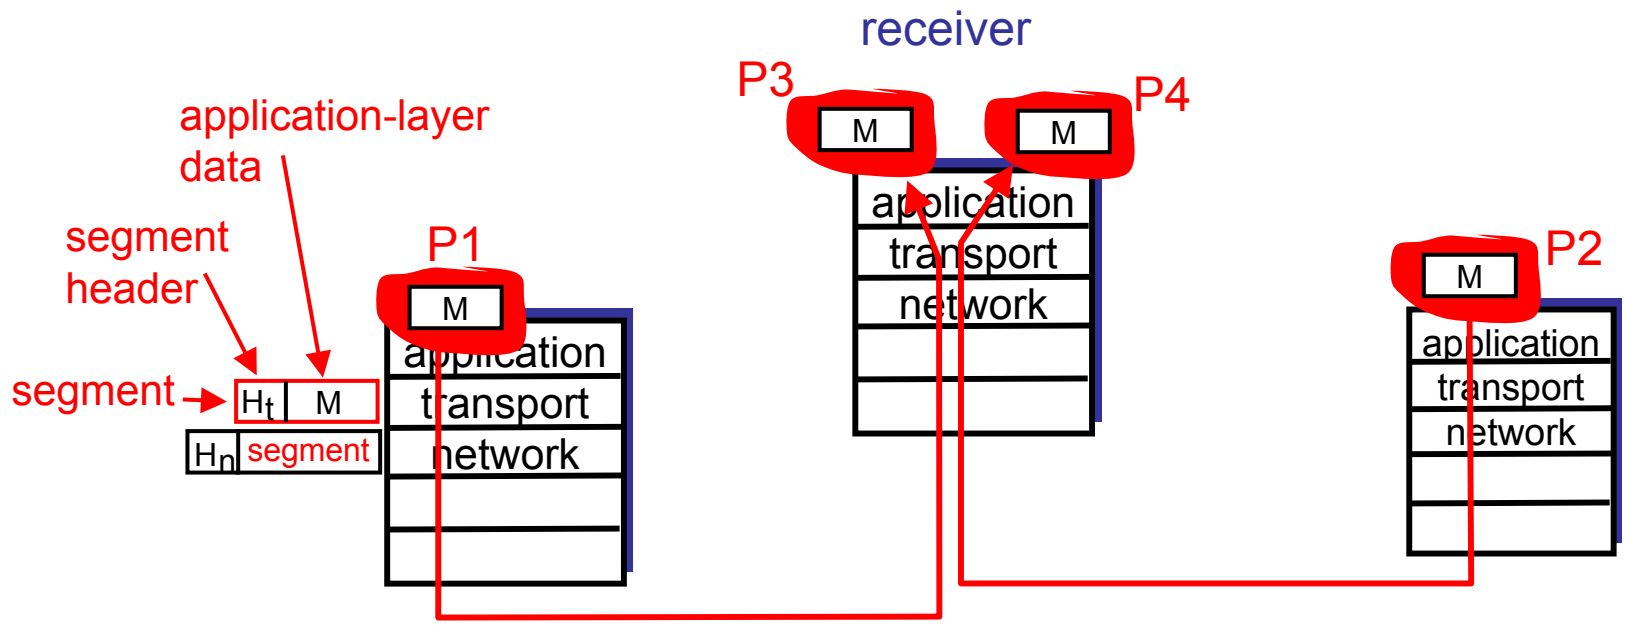 receiver
P3
P4
M
M
application-layer
data
segment
header
P1
P2
M
M
application
transport
network
application
transport
network
application
transport
network
segment
Ht
M
Hn
segment